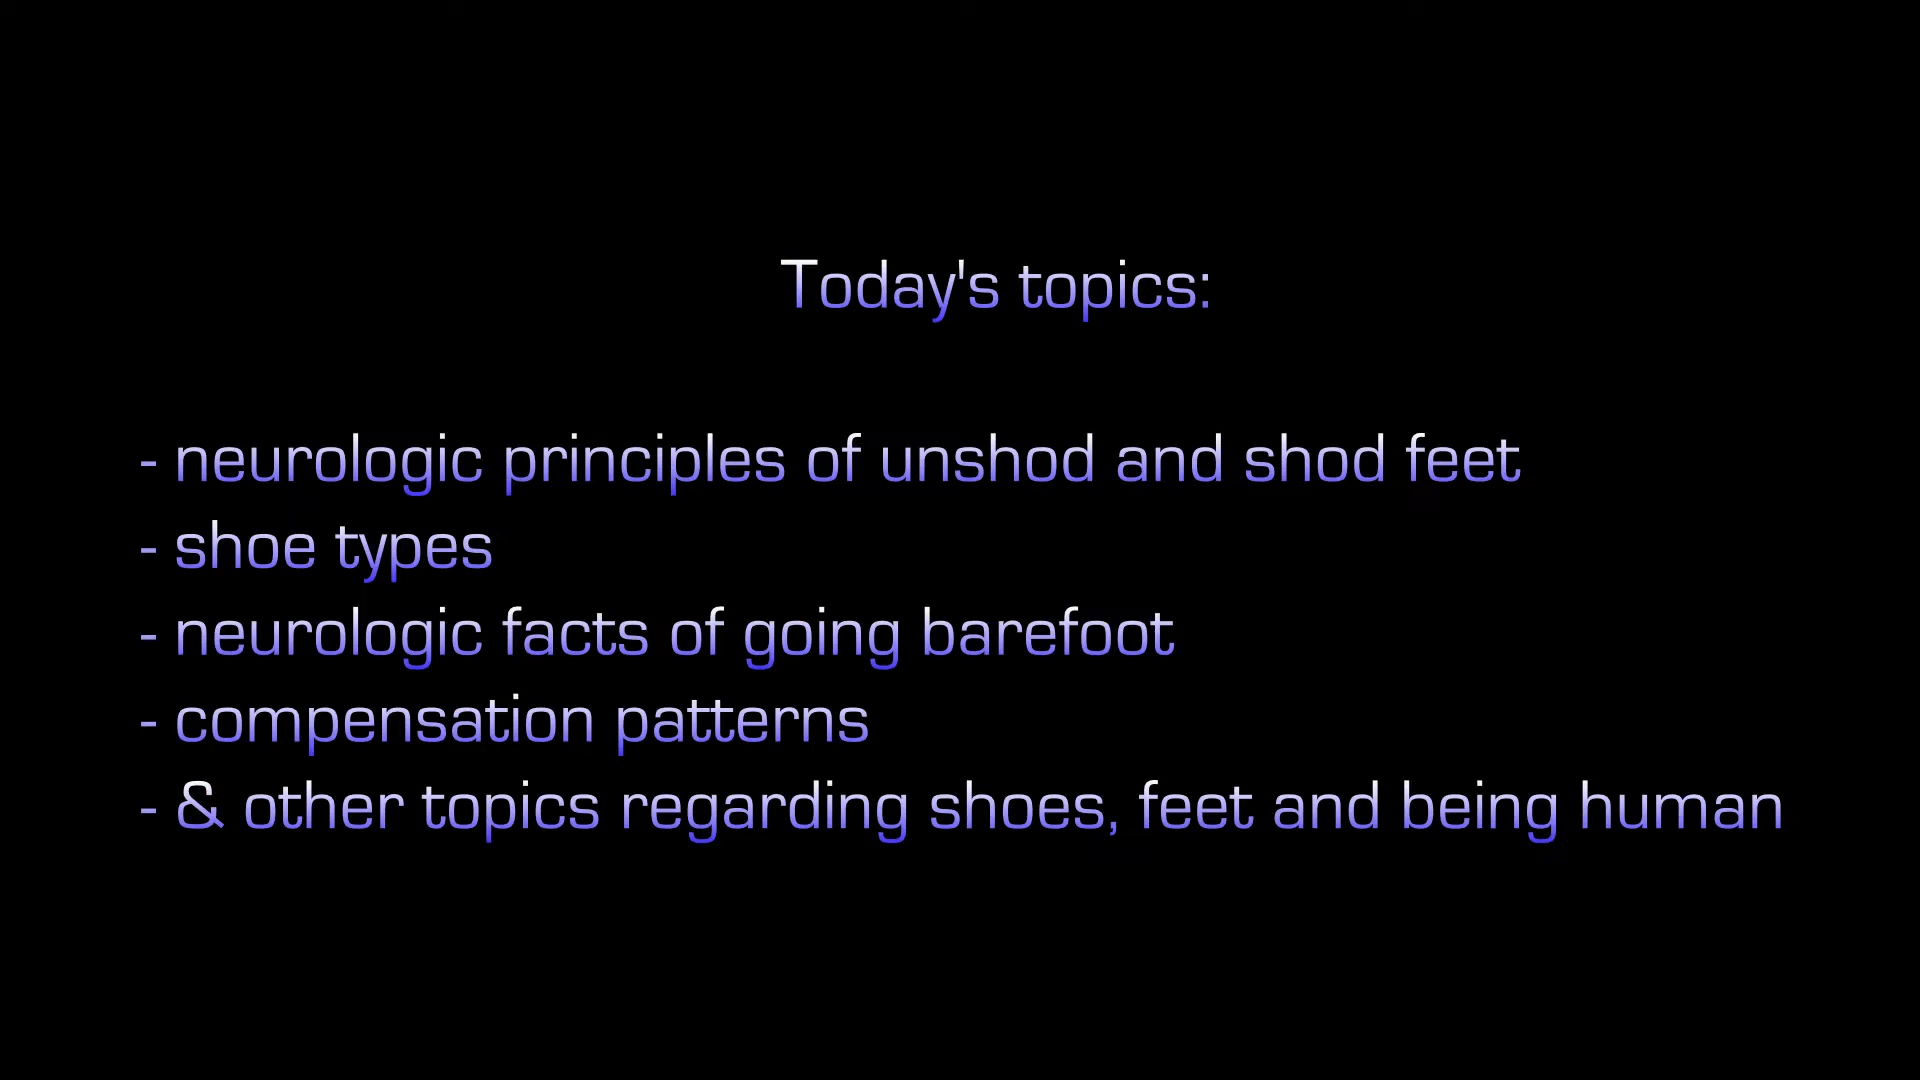 Today's topics:
- neurologic principles of unshod and shod feet
- shoe types
- neurologic facts of going barefoot
- compensation patterns
- & other topics regarding shoes, feet and being human